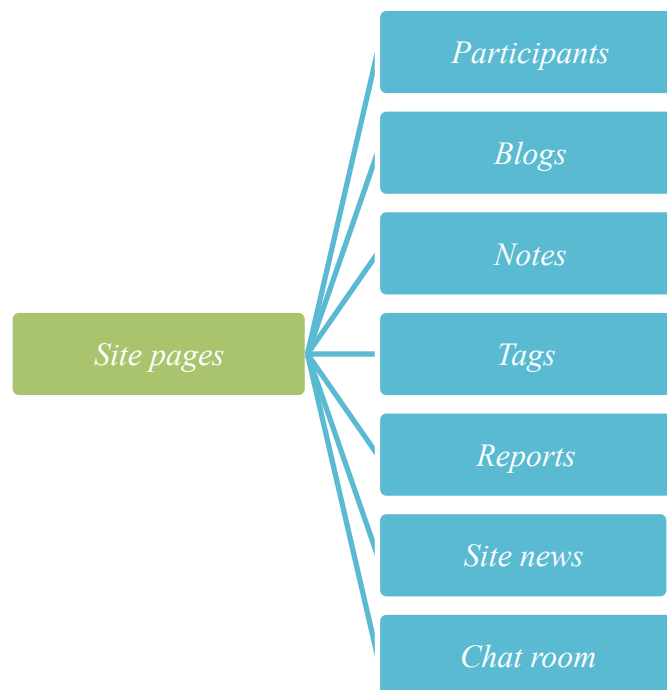 Participants
Blogs
Notes
Site pages
Tags
Reports
Site news
Chat room